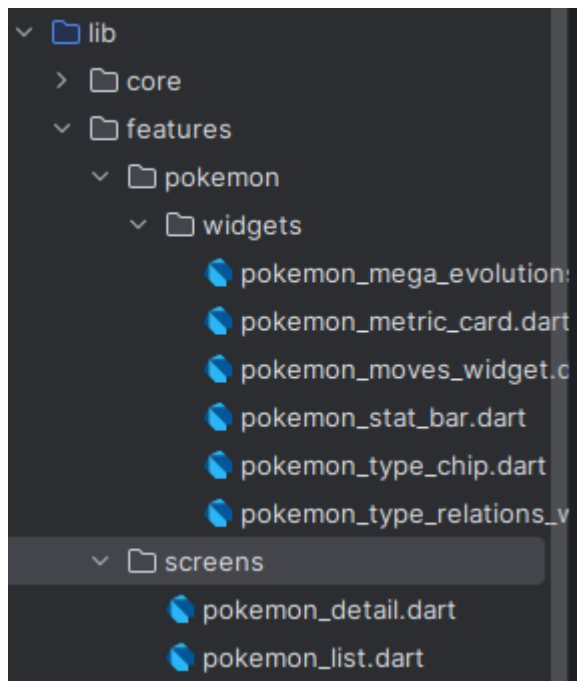 lib
core
features
pokemon
widgets
pokemon_mega_evolution
pokemon_metric_card.dart
pokemon_moves_widget.d
pokemon_stat_bar.dart
pokemon_type_chip.dart
pokemon_type_relations_w
screens
pokemon_detail.dart
pokemon_list.dart